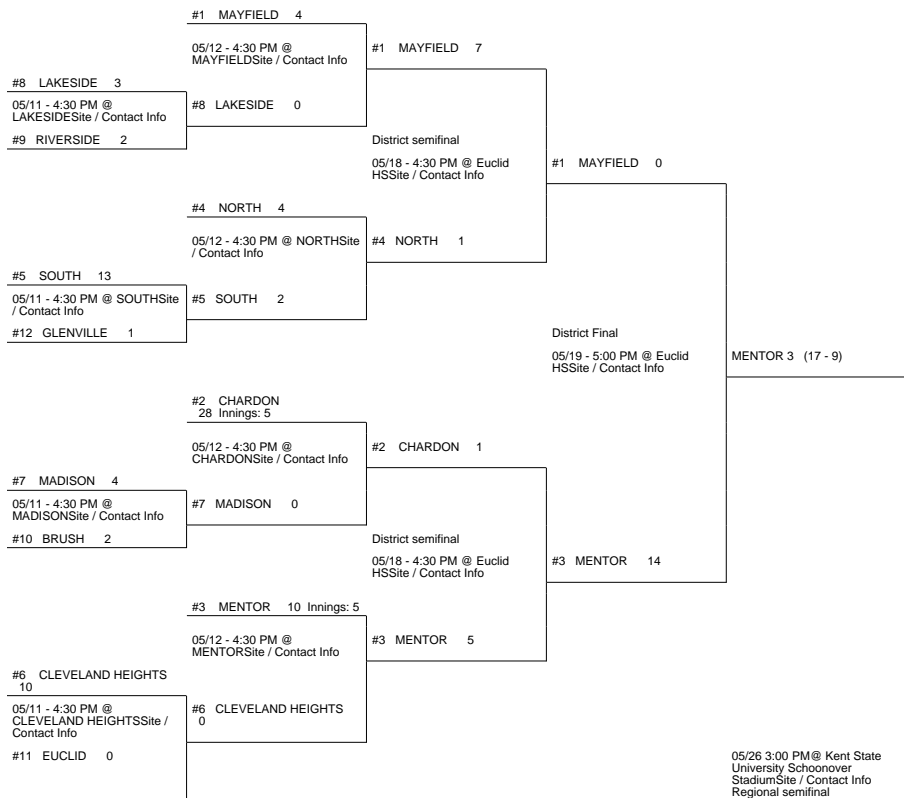 #1 MAYFIELD 4
05/12 - 4:30 PM @
MAYFIELDSite / Contact Info
#1 MAYFIELD 7
#8 LAKESIDE 3
05/11 - 4:30 PM @
LAKESIDESite / Contact Info
#8 LAKESIDE 0
#9 RIVERSIDE 2
District semifinal
05/18 - 4:30 PM @ Euclid
HSSite / Contact Info
#1 MAYFIELD 0
#4 NORTH 4
05/12 - 4:30 PM @ NORTHSite
/ Contact Info
#4 NORTH 1
#5 SOUTH 13
05/11 - 4:30 PM @ SOUTHSite
/ Contact Info
#5 SOUTH 2
#12 GLENVILLE 1
District Final
05/19 - 5:00 PM @ Euclid
HSSite / Contact Info
MENTOR 3 (17 - 9)
#2 CHARDON
28 Innings: 5
05/12 - 4:30 PM @
CHARDONSite / Contact Info
#2 CHARDON 1
#7 MADISON 4
05/11 - 4:30 PM @
MADISONSite / Contact Info
#7 MADISON 0
#10 BRUSH 2
District semifinal
05/18 - 4:30 PM @ Euclid
HSSite / Contact Info
#3 MENTOR 14
#3 MENTOR 10 Innings: 5
05/12 - 4:30 PM @
MENTORSite / Contact Info
#3 MENTOR 5
#6 CLEVELAND HEIGHTS
10
05/11 - 4:30 PM @
CLEVELAND HEIGHTSSite /
Contact Info
#6 CLEVELAND HEIGHTS
0
#11 EUCLID 0
05/26 3:00 PM@ Kent State
University Schoonover
StadiumSite / Contact Info
Regional semifinal